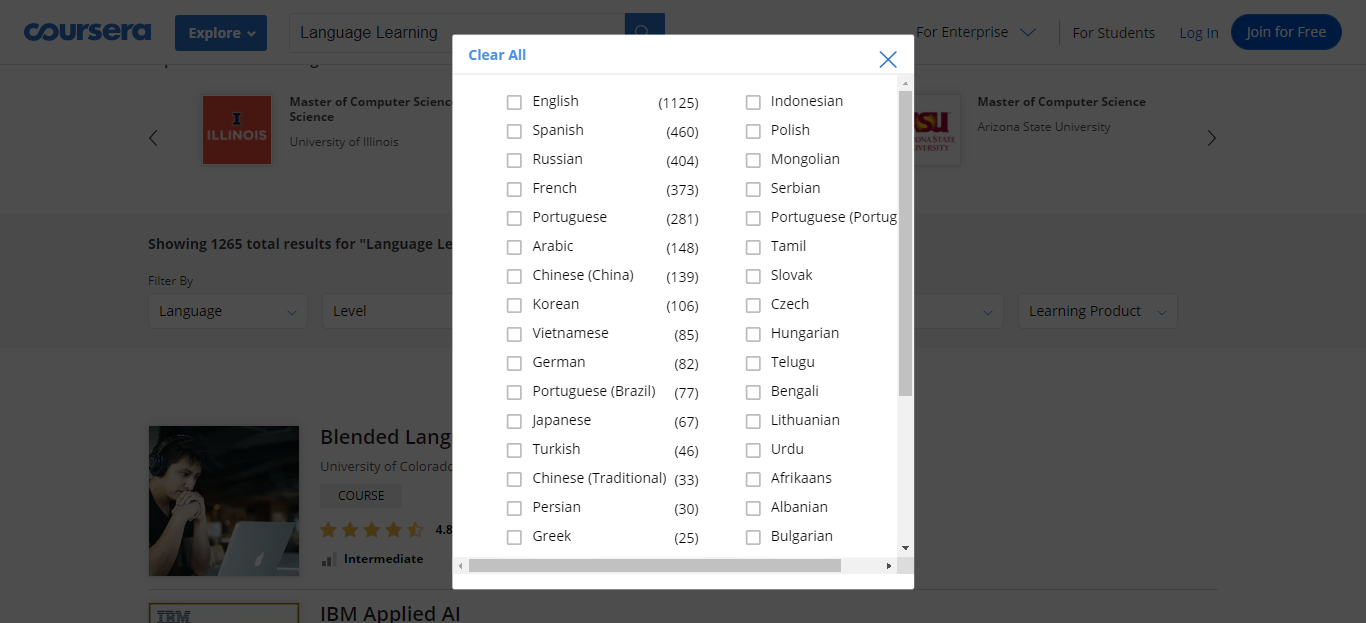 coursera
Explore
Language Learning
For Enterprise
For Students
Log In
Join for Free
Clear All
I
ILLINOIS
Master of Computer Science
Science
University of Illinois
Master of Computer Science
Arizona State University
Showing 1265 total results for "Language Le
Filter By
Language
Level
Learning Product
English (1125)
Spanish (460)
Russian (404)
French (373)
Portuguese (281)
Arabic (148)
Chinese (China) (139)
Korean (106)
Vietnamese (85)
German (82)
Portuguese (Brazil) (77)
Japanese (67)
Turkish (46)
Chinese (Traditional) (33)
Persian (30)
Greek (25)
Indonesian
Polish
Mongolian
Serbian
Portuguese (Portug
Tamil
Slovak
Czech
Hungarian
Telugu
Bengali
Lithuanian
Urdu
Afrikaans
Albanian
Bulgarian
Blended Lang
University of Colorado
COURSE
4.8
Intermediate
IBM
IBM Applied AI